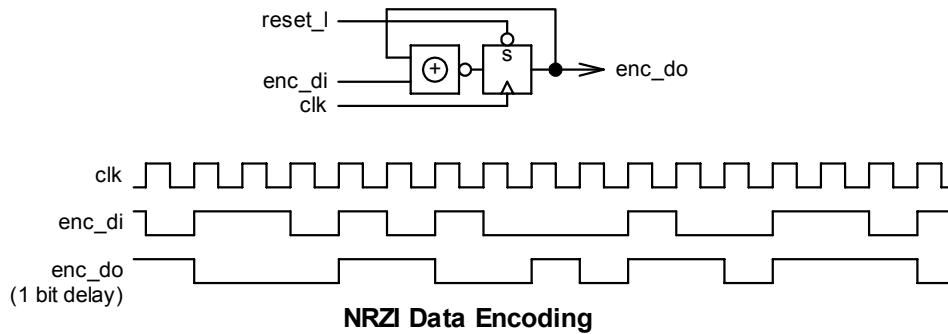 reset_l
S
enc_di
enc_do
clk
clk
enc_di
enc_do
(1 bit delay)
NRZI Data Encoding